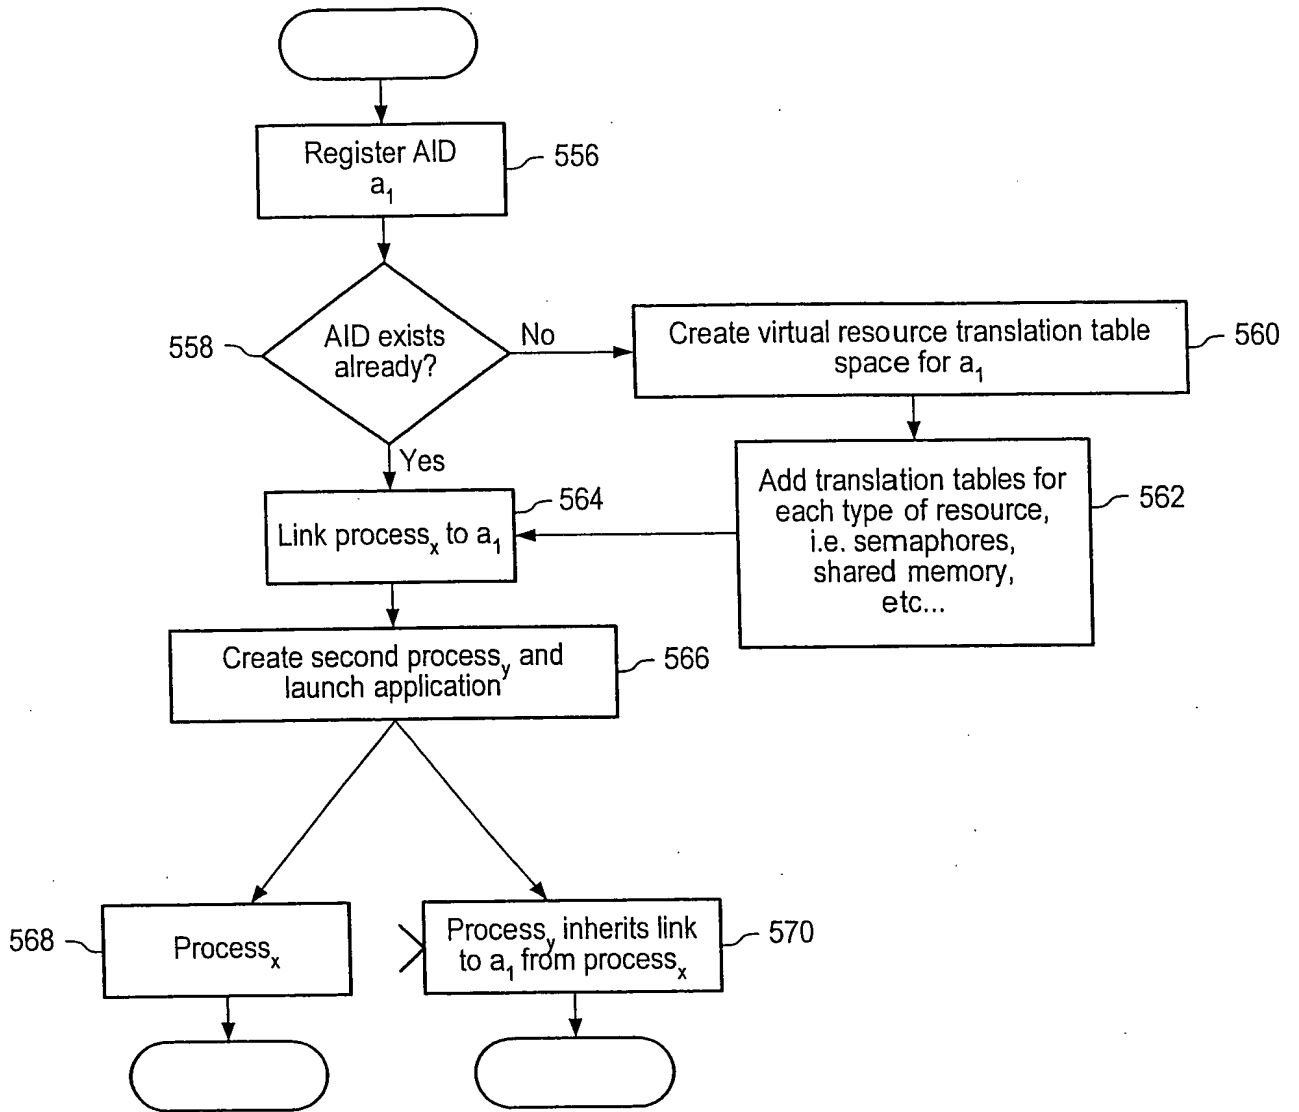 Register AID
a1
556
AID exists
already?
558
No
Create virtual resource translation table
space for a1
560
Yes
Add translation tables for
each type of resource,
i.e. semaphores,
shared memory,
etc...
562
Link processx to a1
564
Create second processy and
launch application
566
568
Processx
Processy inherits link
to a1 from processx
570